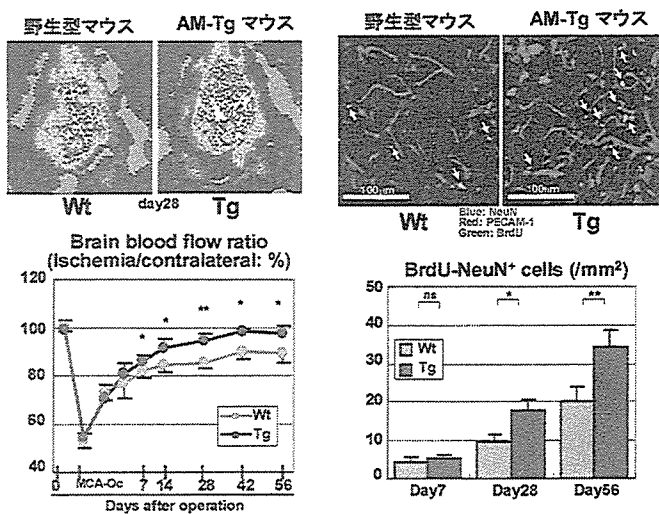 野生型マウス
AM-Tg マウス
Wt
day28
Tg
Brain blood flow ratio
(Ischemia/contralateral: %)
120
100
80
60
40
*
*
**
*
*
Wt
Tg
0
MCA-Oc
7
14
28
42
56
Days after operation
野生型マウス
AM-Tg マウス
100μm
100μm
Wt
Blue: NeuN
Red: PECAM-1
Green: BrdU
Tg
BrdU-NeuN⁺ cells (/mm²)
50
40
30
20
10
0
ns
*
**
Wt
Tg
Day7
Day28
Day56